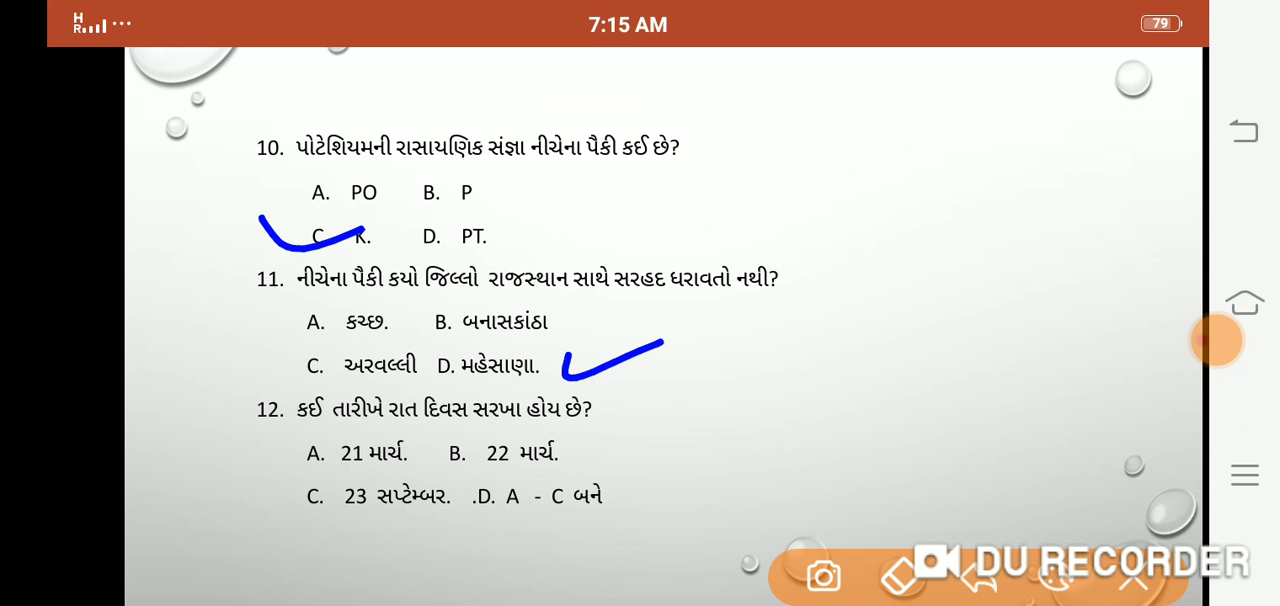 H
R
7:15 AM
79
10. પોટેશિયમની રાસાયણિક સંજ્ઞા નીચેના પૈકી કઈ છે?
A. PO B. P
C K. D. PT.
11. નીચેના પૈકી કયો જિલ્લો રાજસ્થાન સાથે સરહદ ધરાવતો નથી?
A. કચ્છ. B. બનાસકાંઠા
C. અરવલ્લી D. મહેસાણા.
12. કઈ તારીખે રાત દિવસ સરખા હોય છે?
A. 21 માર્ચ. B. 22 માર્ચ.
C. 23 સપ્ટેમ્બર. .D. A - C બને
DU RECORDER